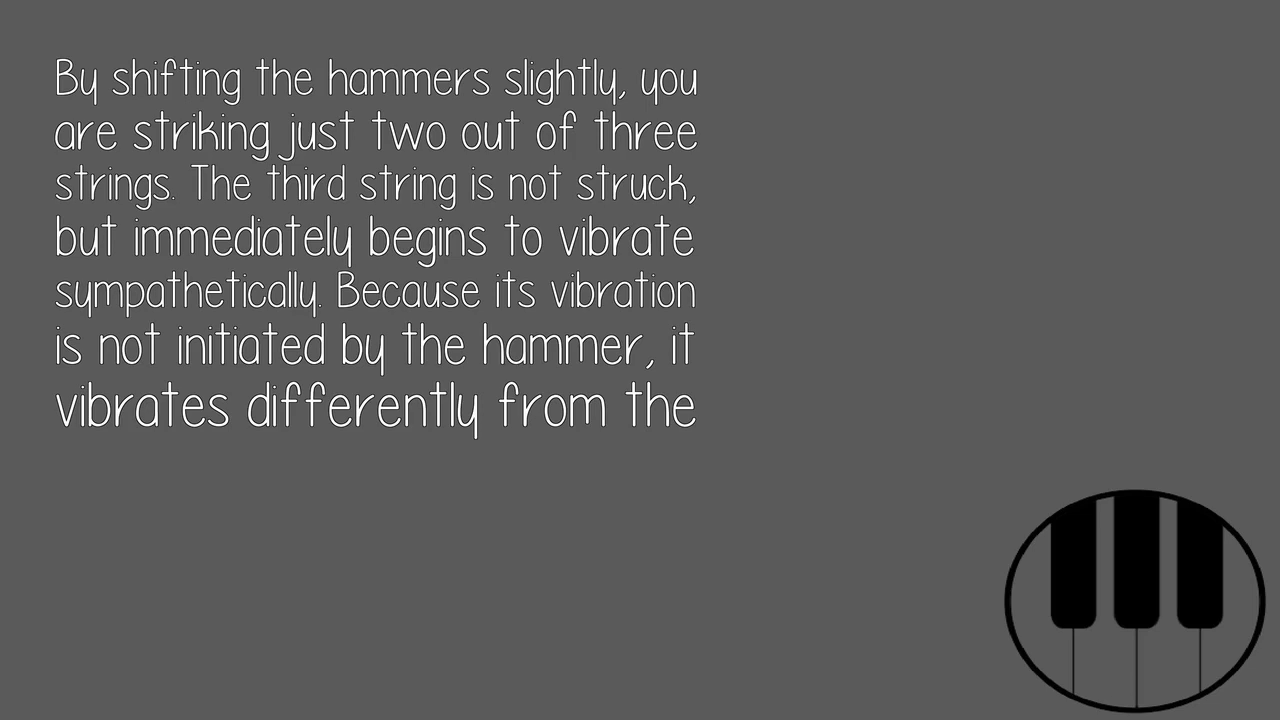 By shifting the hammers slightly, you
are striking just two out of three
strings. The third string is not struck,
but immediately begins to vibrate
sympathetically. Because its vibration
is not initiated by the hammer, it
vibrates differently from the